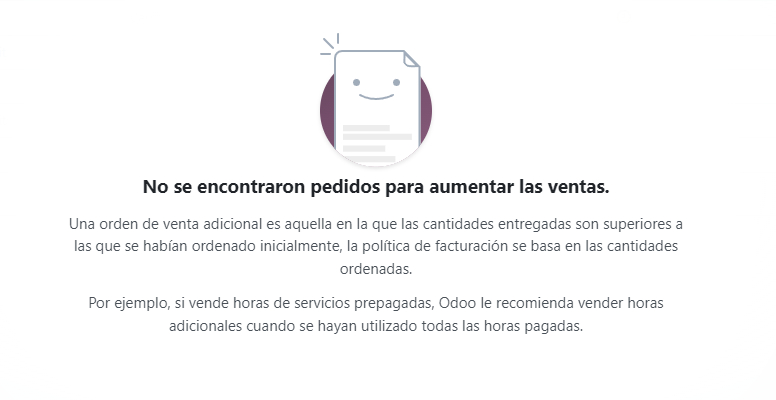 No se encontraron pedidos para aumentar las ventas.
Una orden de venta adicional es aquella en la que las cantidades entregadas son superiores a
las que se habían ordenado inicialmente, la política de facturación se basa en las cantidades
ordenadas.
Por ejemplo, si vende horas de servicios prepagadas, Odoo le recomienda vender horas
adicionales cuando se hayan utilizado todas las horas pagadas.